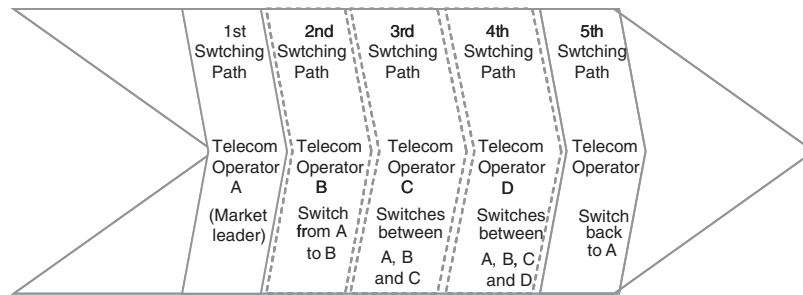 1st
Swtching
Path
Telecom
Operator
A
(Market
leader)
2nd
Swtching
Path
Telecom
Operator
B
Switch
from A
to B
3rd
Swtching
Path
Telecom
Operator
C
Switches
between
A, B
and C
4th
Swtching
Path
Telecom
Operator
D
Switches
between
A, B, C
and D
5th
Swtching
Path
Telecom
Operator
Switch
back
to A